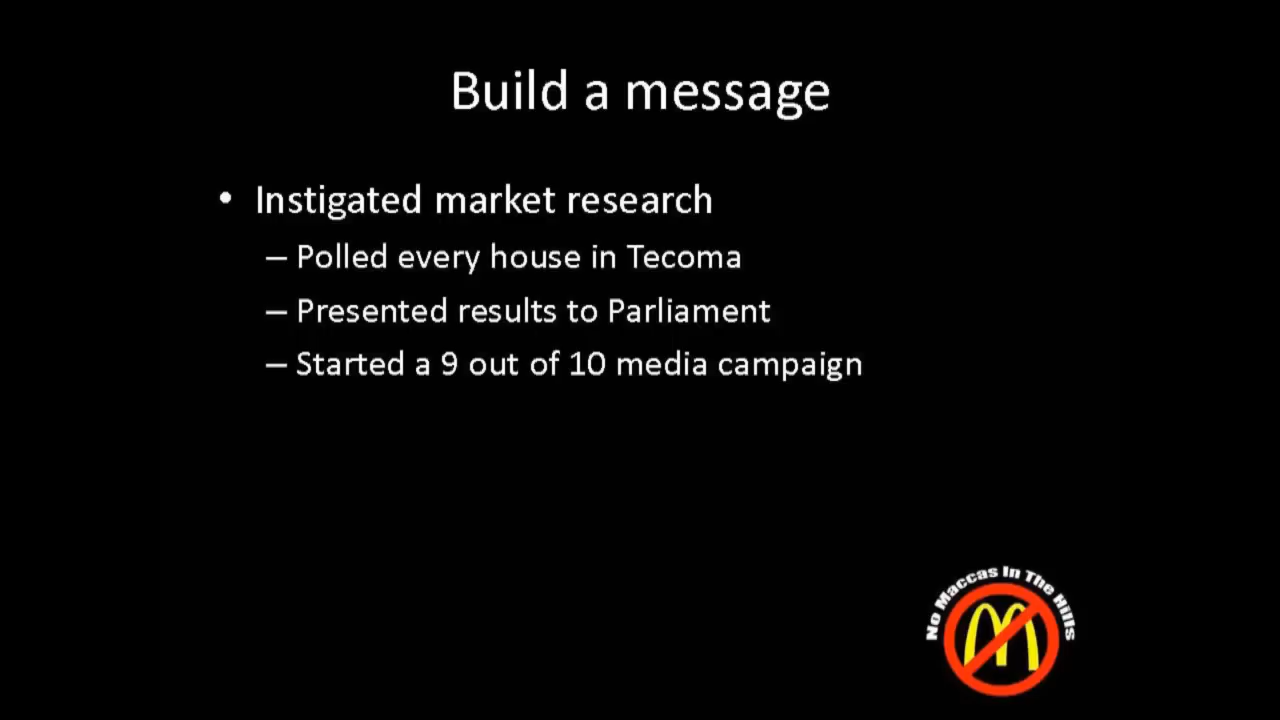 Build a message
• Instigated market research
– Polled every house in Tecoma
– Presented results to Parliament
– Started a 9 out of 10 media campaign
No Maccas In The Hills